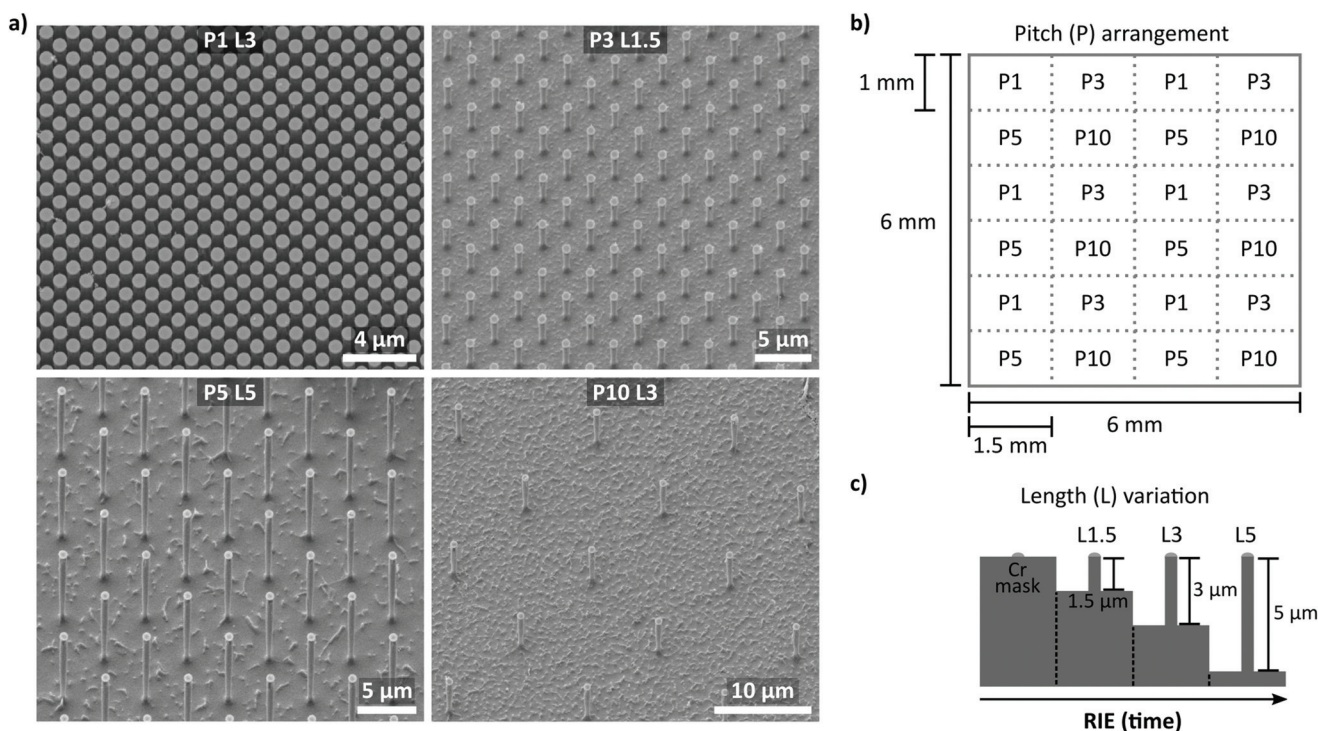 a)
P1 L3
4 μm
P3 L1.5
5 μm
P5 L5
5 μm
P10 L3
10 μm
b)
Pitch (P) arrangement
1 mm
6 mm
P1 P3 P1 P3
P5 P10 P5 P10
P1 P3 P1 P3
P5 P10 P5 P10
P1 P3 P1 P3
P5 P10 P5 P10
6 mm
1.5 mm
c)
Length (L) variation
L1.5 L3 L5
Cr
mask
1.5 μm
3 μm
5 μm
RIE (time)